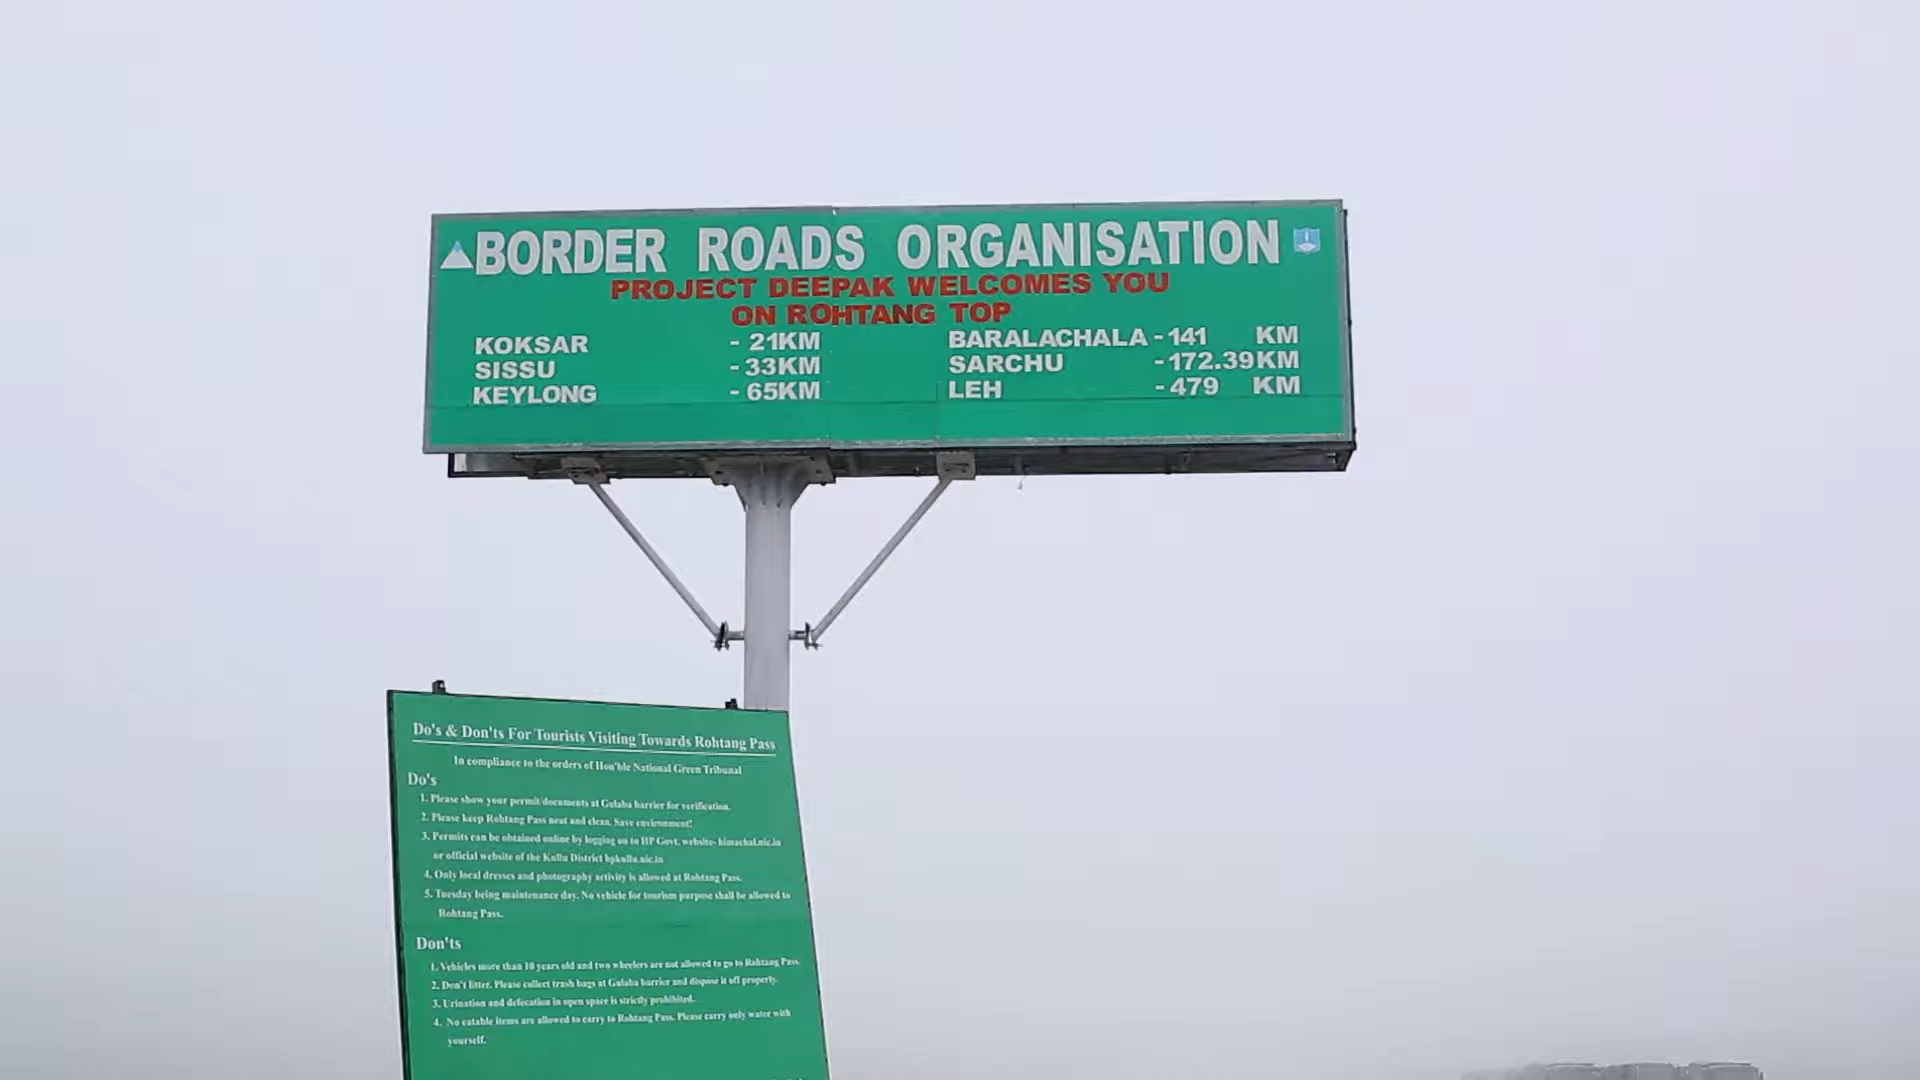 BORDER ROADS ORGANISATION
PROJECT DEEPAK WELCOMES YOU
ON ROHTANG TOP
KOKSAR - 21KM BARALACHALA - 141 KM
SISSU - 33KM SARCHU - 172.39KM
KEYLONG - 65KM LEH - 479 KM
Do's & Don'ts For Tourists Visiting Towards Rohtang Pass
In compliance to the orders of Hon'ble National Green Tribunal
Do's
1. Please show your permit/documents at Gulaba barrier for verification.
2. Please keep Rohtang Pass neat and clean. Save environment!
3. Permits can be obtained online by logging on to HP Govt. website- himachal.nic.in
or official website of the Kullu District hpkullu.nic.in
4. Only local dresses and photography activity is allowed at Rohtang Pass.
5. Tuesday being maintenance day. No vehicle for tourism purpose shall be allowed to
Rohtang Pass.
Don'ts
1. Vehicles more than 10 years old and two wheelers are not allowed to go to Rohtang Pass.
2. Don't litter. Please collect trash bags at Gulaba barrier and dispose it off properly.
3. Urination and defecation in open space is strictly prohibited.
4. No eatable items are allowed to carry to Rohtang Pass. Please carry only water with
yourself.